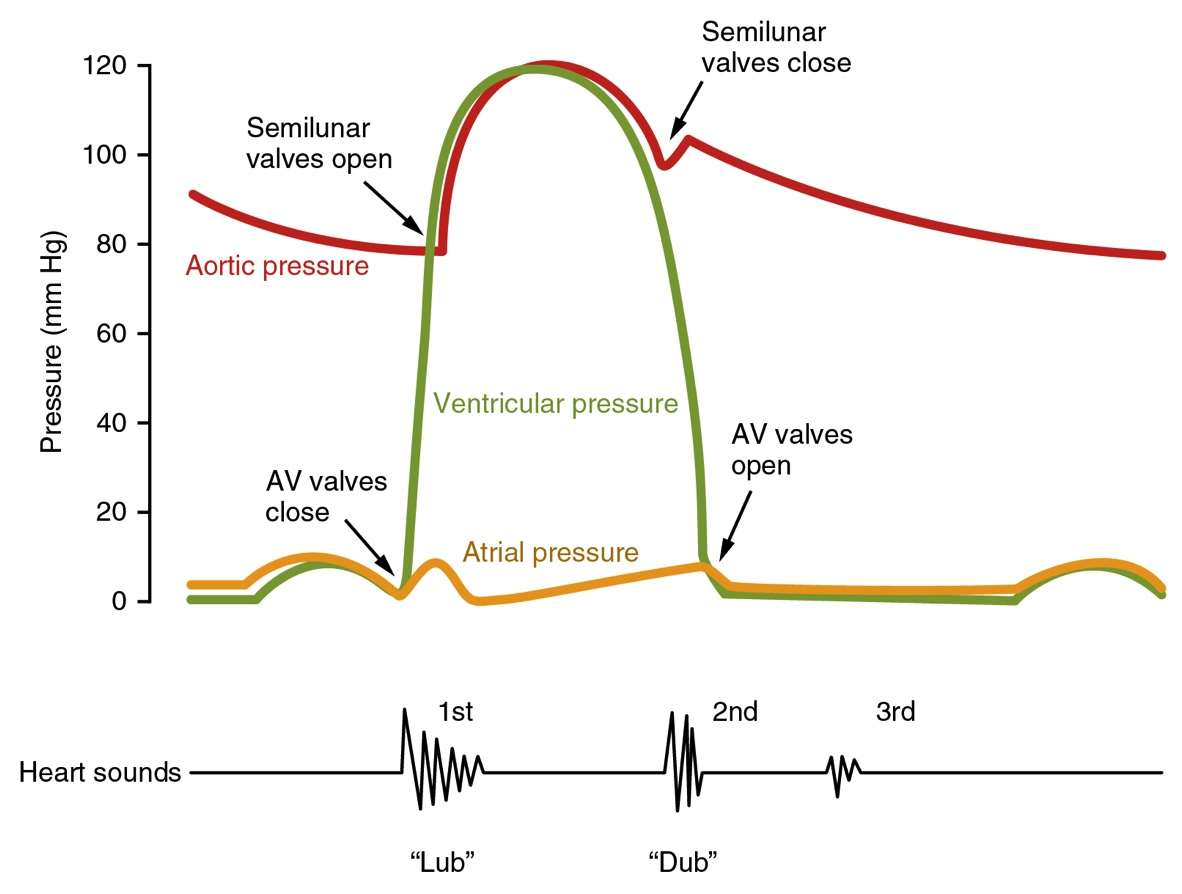 Semilunar
valves close
120
Semilunar
valves open
100
80
Aortic pressure
Pressure (mm Hg)
60
Ventricular pressure
40
AV valves
open
AV valves
close
20
Atrial pressure
0
1st
2nd
3rd
Heart sounds
“Lub”
“Dub”